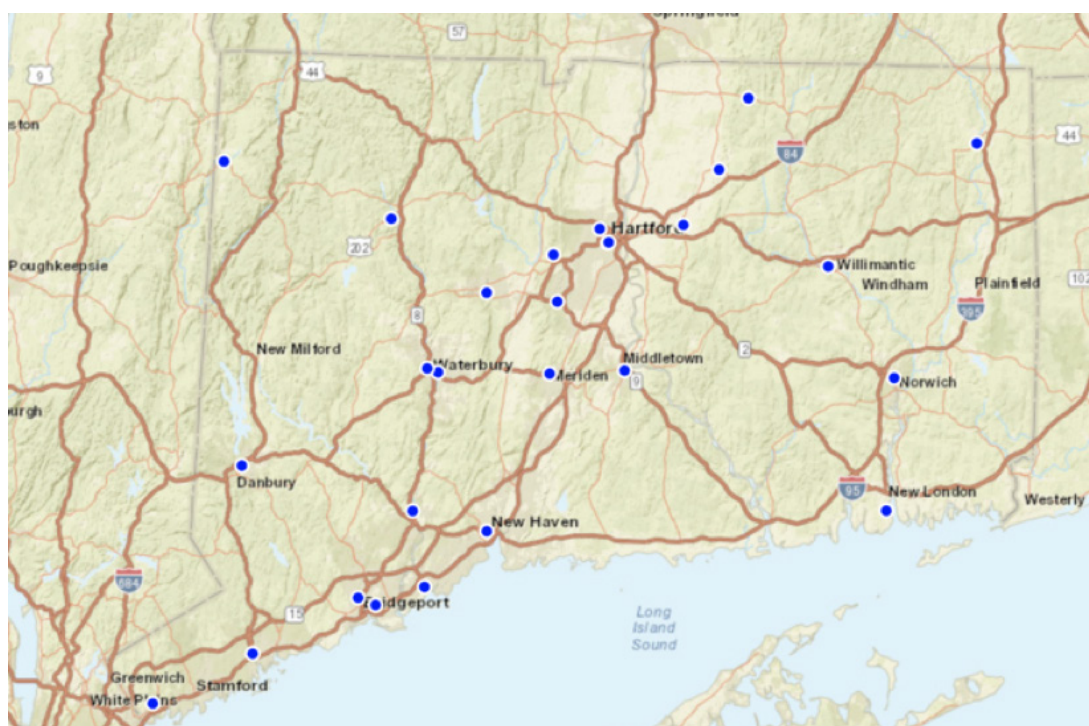 Springfield
57
44
9
ston
84
44
Hartford
202
Poughkeepsie
Willimantic
Windham
Plainfield
102
395
8
New Milford
2
Waterbury
Middletown
Meriden
9
Norwich
urgh
Danbury
95
New London
Westerly
New Haven
684
15
Bridgeport
Long
Island
Sound
Greenwich
Stamford
White Plains